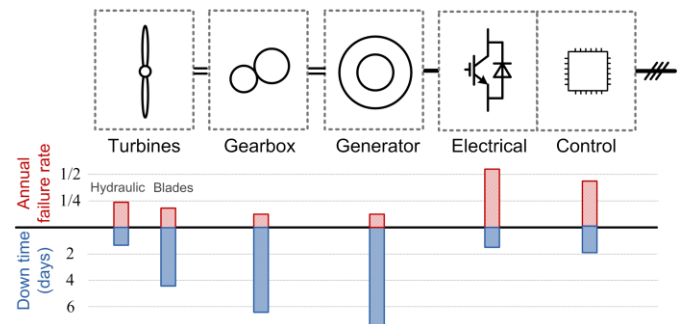 Turbines Gearbox Generator Electrical Control
Annual
failure rate
1/2
1/4
Hydraulic Blades
Down time
(days)
2
4
6